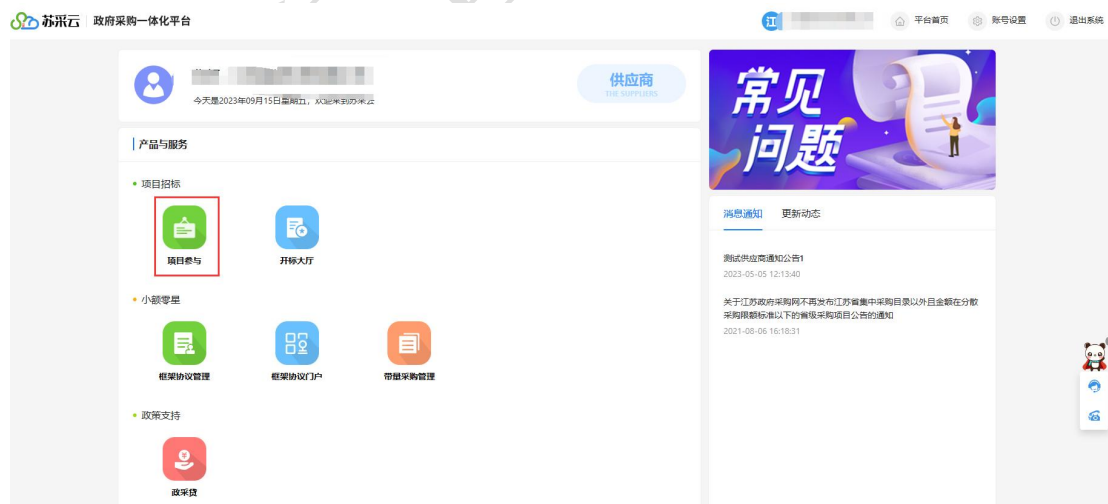 苏采云 政府采购一体化平台
江
平台首页
账号设置
退出系统
今天是2023年09月15日星期五，欢迎来到苏采云
供应商
THE SUPPLIERS
产品与服务
项目招标
项目参与
开标大厅
小额零星
框架协议管理
框架协议门户
带量采购管理
政策支持
政采贷
常见
问题
消息通知
更新动态
测试供应商通知公告1
2023-05-05 12:13:40
关于江苏政府采购网不再发布江苏省集中采购目录以外且金额在分散
采购限额标准以下的省级采购项目公告的通知
2021-08-06 16:18:31